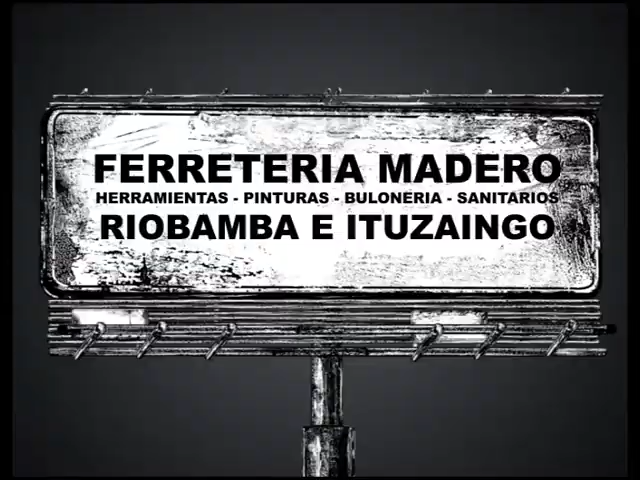 FERRETERIA MADERO
HERRAMIENTAS - PINTURAS - BULONERIA - SANITARIOS
RIOBAMBA E ITUZAINGO